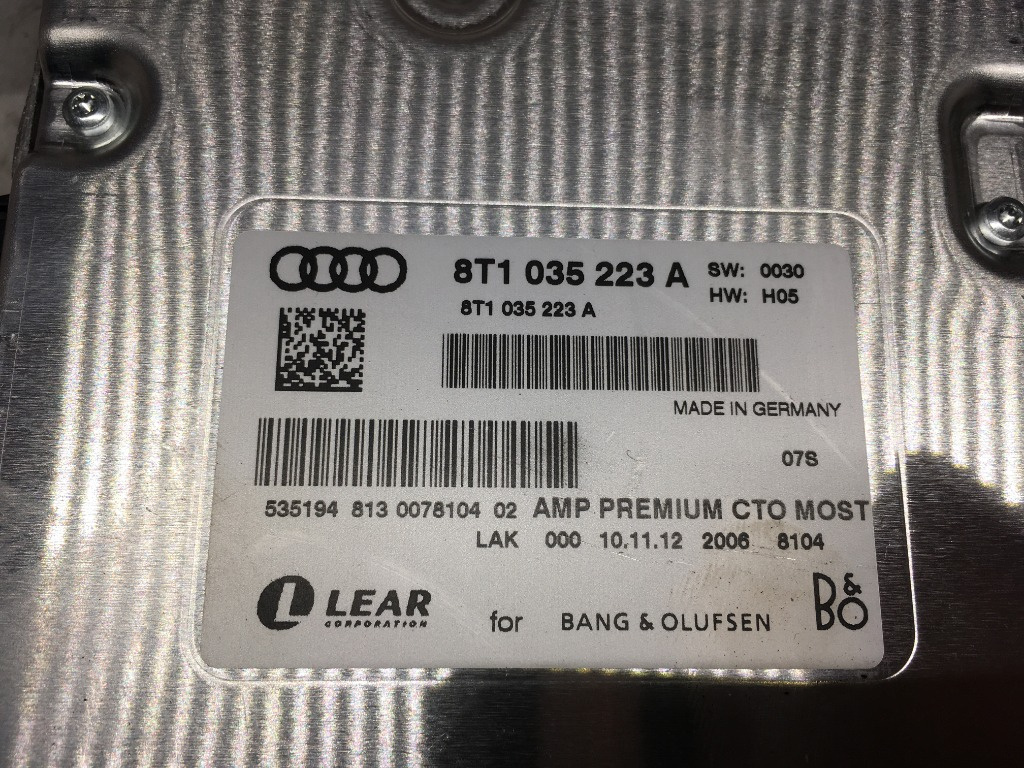 8T1 035 223 A SW: 0030
HW: H05
8T1 035 223 A
MADE IN GERMANY
07S
535194 813 0078104 02 AMP PREMIUM CTO MOST
LAK 000 10.11.12 2006 8104
L LEAR
CORPORATION
for BANG & OLUFSEN
B&O